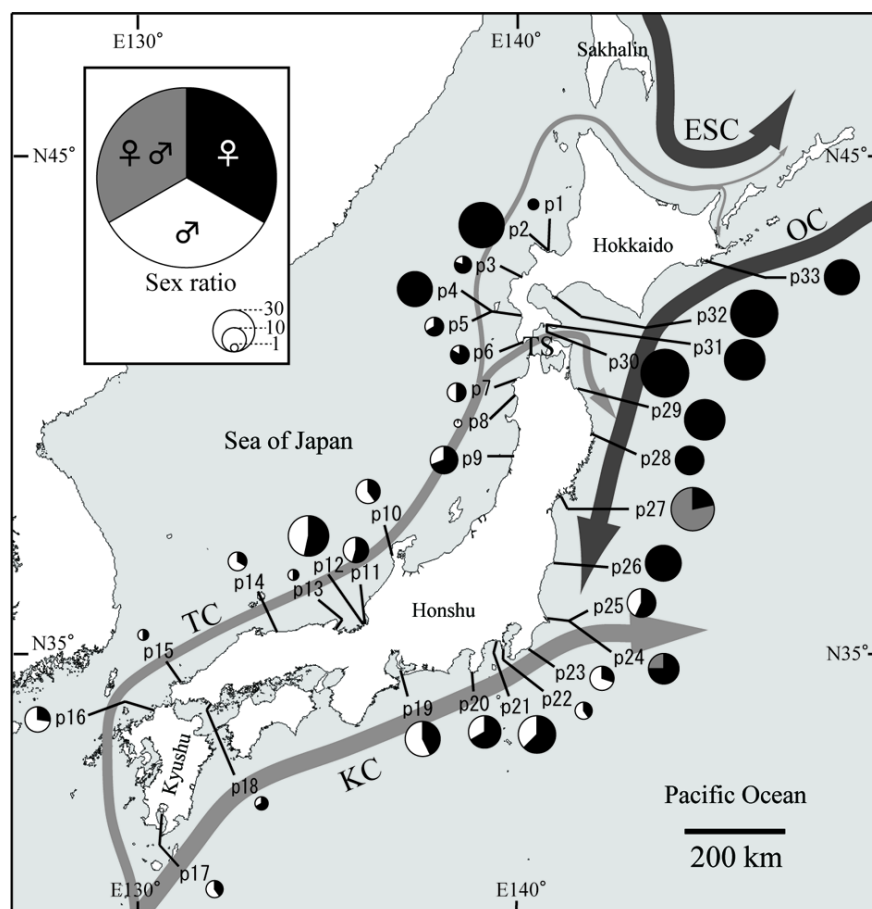 E130°
E140°
Sakhalin
ESC
N45°
N45°
♀♂
♀
♂
Sex ratio
30
10
1
p1
p2
Hokkaido
OC
p3
p33
p4
p32
p5
p31
p6
TS
p30
p7
p29
p8
Sea of Japan
p28
p9
p27
p10
p26
p12
p11
p14
p13
p25
TC
Honshu
N35°
p15
p24
N35°
p23
p16
p19
p20
p21
p22
Kyushu
p18
KC
Pacific Ocean
200 km
p17
E130°
E140°